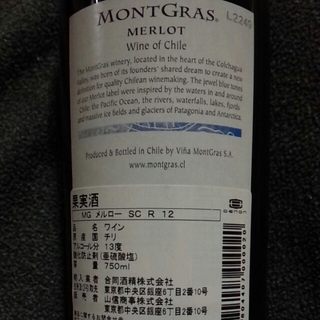 MONTGRAS®
L2240
MERLOT
Wine of Chile
The MontGras winery, located in the heart of the Colchagua
Valley, was born of its founders' shared dream to create a new
definition for quality Chilean winemaking. The jewel blue tones
of our Merlot label were inspired by the waters in and around
Chile: the Pacific Ocean, the rivers, waterfalls, lakes, fjords
and massive ice fields and glaciers of Patagonia and Antarctica.
Produced & Bottled in Chile by Viña MontGras S.A.
www.montgras.cl
果実酒
MG メルロー SC R 12
品名 ワイン
原産国 チリ
アルコール分 13度
酸化防止剤(亜硫酸塩)
容量 750ml
合同酒精株式会社
東京都中央区銀座6丁目2番10号
山信商事株式会社
東京都中央区銀座6丁目2番10号